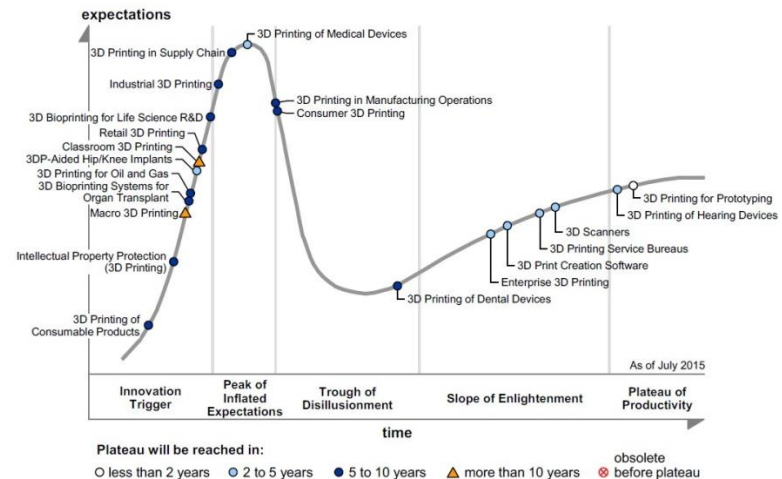 expectations
3D Printing of Medical Devices
3D Printing in Supply Chain
Industrial 3D Printing
3D Printing in Manufacturing Operations
Consumer 3D Printing
3D Bioprinting for Life Science R&D
Retail 3D Printing
Classroom 3D Printing
3DP-Aided Hip/Knee Implants
3D Printing for Oil and Gas
3D Bioprinting Systems for
Organ Transplant
Macro 3D Printing
Intellectual Property Protection
(3D Printing)
3D Printing of
Consumable Products
3D Printing of Dental Devices
Enterprise 3D Printing
3D Print Creation Software
3D Printing Service Bureaus
3D Scanners
3D Printing of Hearing Devices
3D Printing for Prototyping
As of July 2015
Innovation
Trigger
Peak of
Inflated
Expectations
Trough of
Disillusionment
Slope of Enlightenment
Plateau of
Productivity
time
Plateau will be reached in:
less than 2 years
2 to 5 years
5 to 10 years
more than 10 years
obsolete
before plateau